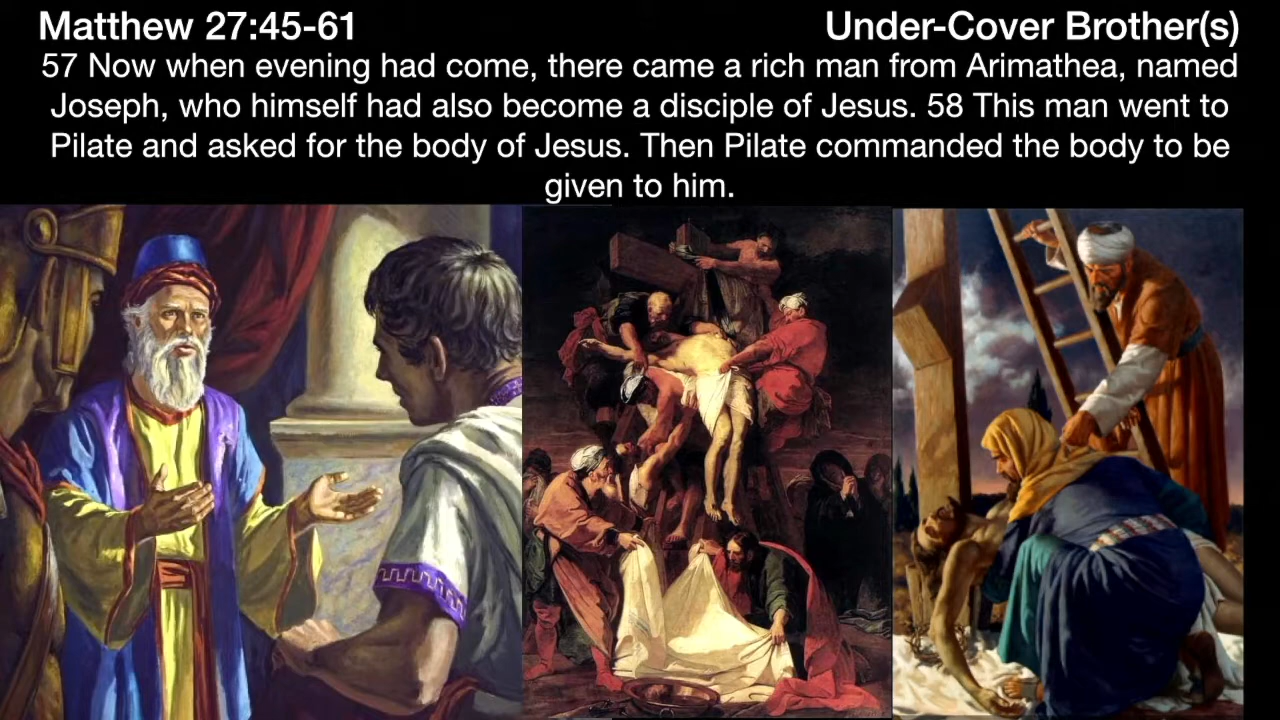 Matthew 27:45-61 Under-Cover Brother(s)
57 Now when evening had come, there came a rich man from Arimathea, named
Joseph, who himself had also become a disciple of Jesus. 58 This man went to
Pilate and asked for the body of Jesus. Then Pilate commanded the body to be
given to him.